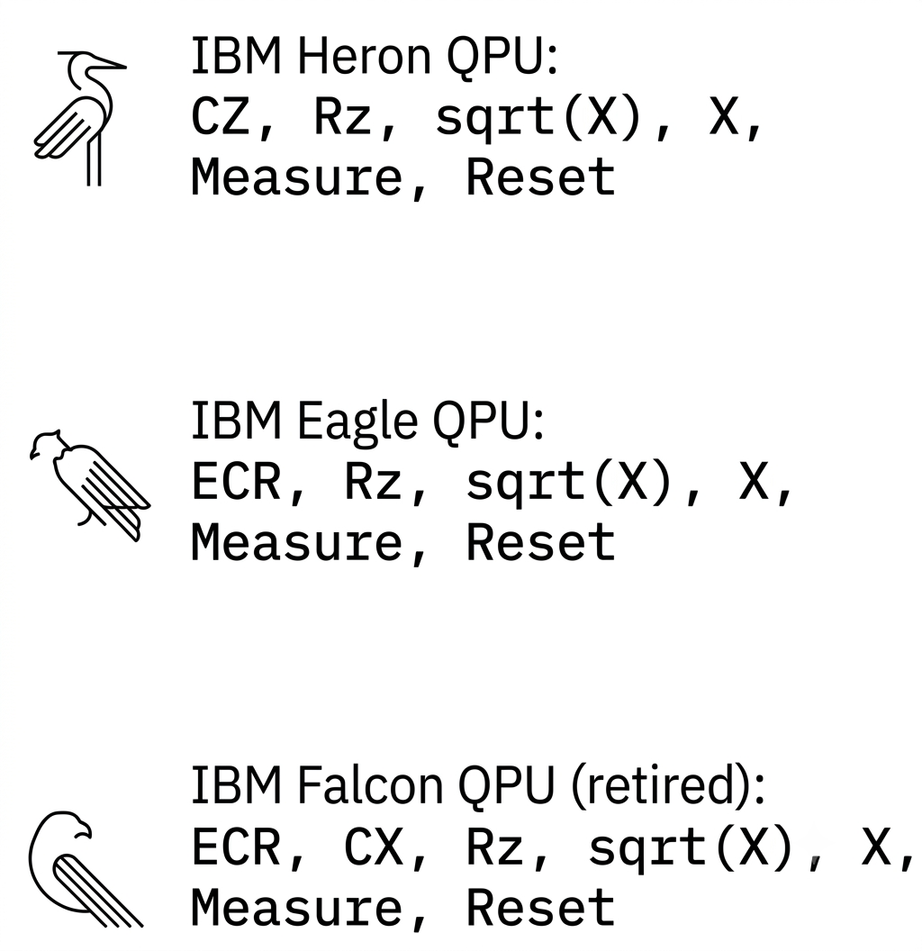 IBM Heron QPU:
CZ, Rz, sqrt(X), X,
Measure, Reset
IBM Eagle QPU:
ECR, Rz, sqrt(X), X,
Measure, Reset
IBM Falcon QPU (retired):
ECR, CX, Rz, sqrt(X), X,
Measure, Reset